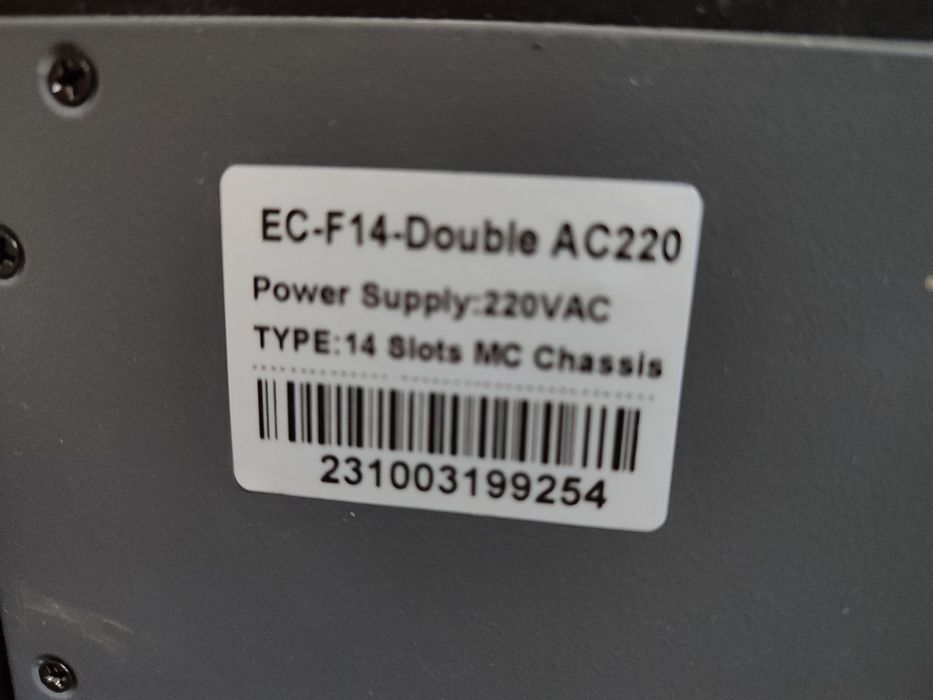 EC-F14-Double AC220
Power Supply:220VAC
TYPE:14 Slots MC Chassis
231003199254